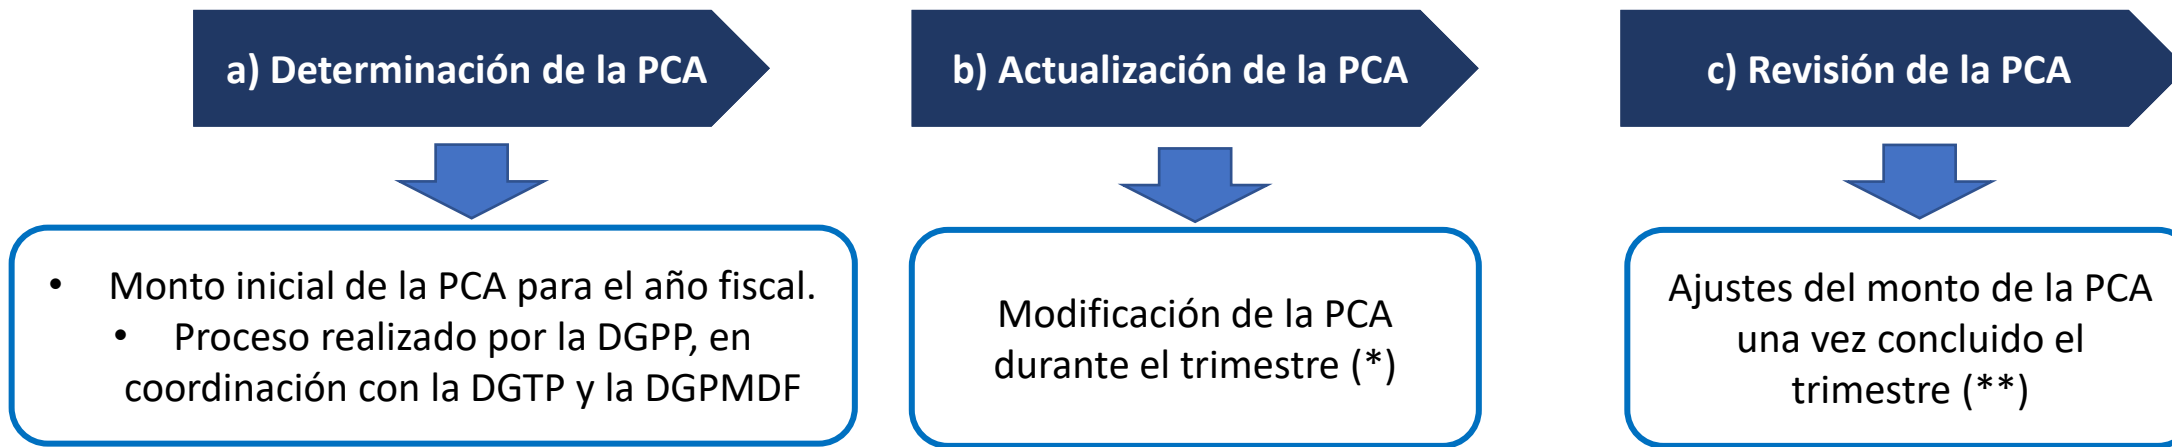 a) Determinación de la PCA
• Monto inicial de la PCA para el año fiscal.
• Proceso realizado por la DGPP, en
coordinación con la DGTP y la DGPMDF
b) Actualización de la PCA
Modificación de la PCA
durante el trimestre (*)
c) Revisión de la PCA
Ajustes del monto de la PCA
una vez concluido el
trimestre (**)